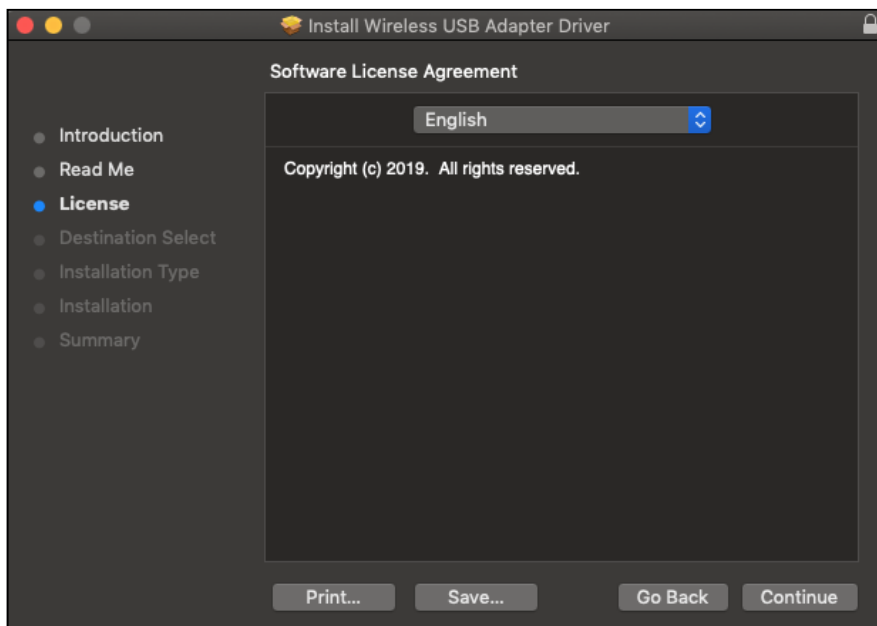 Install Wireless USB Adapter Driver
Software License Agreement
Introduction
Read Me
License
Destination Select
Installation Type
Installation
Summary
English
Copyright (c) 2019.  All rights reserved.
Print...
Save...
Go Back
Continue